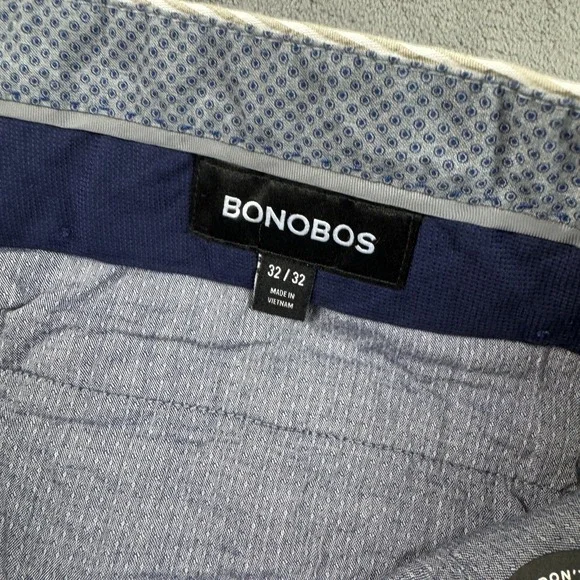 BONOBOS
32 / 32
MADE IN
VIETNAM